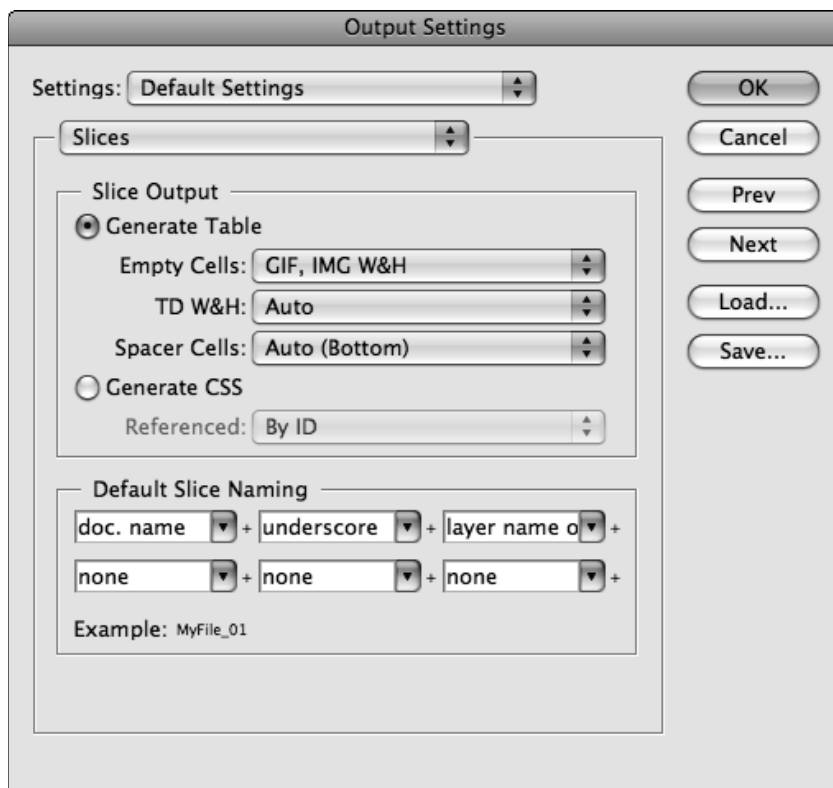 Output Settings
Settings: Default Settings
OK
Slices
Cancel
Slice Output
Prev
Generate Table
Next
Empty Cells: GIF, IMG W&H
TD W&H: Auto
Load...
Spacer Cells: Auto (Bottom)
Save...
Generate CSS
Referenced: By ID
Default Slice Naming
doc. name + underscore + layer name o +
none + none + none +
Example: MyFile_01